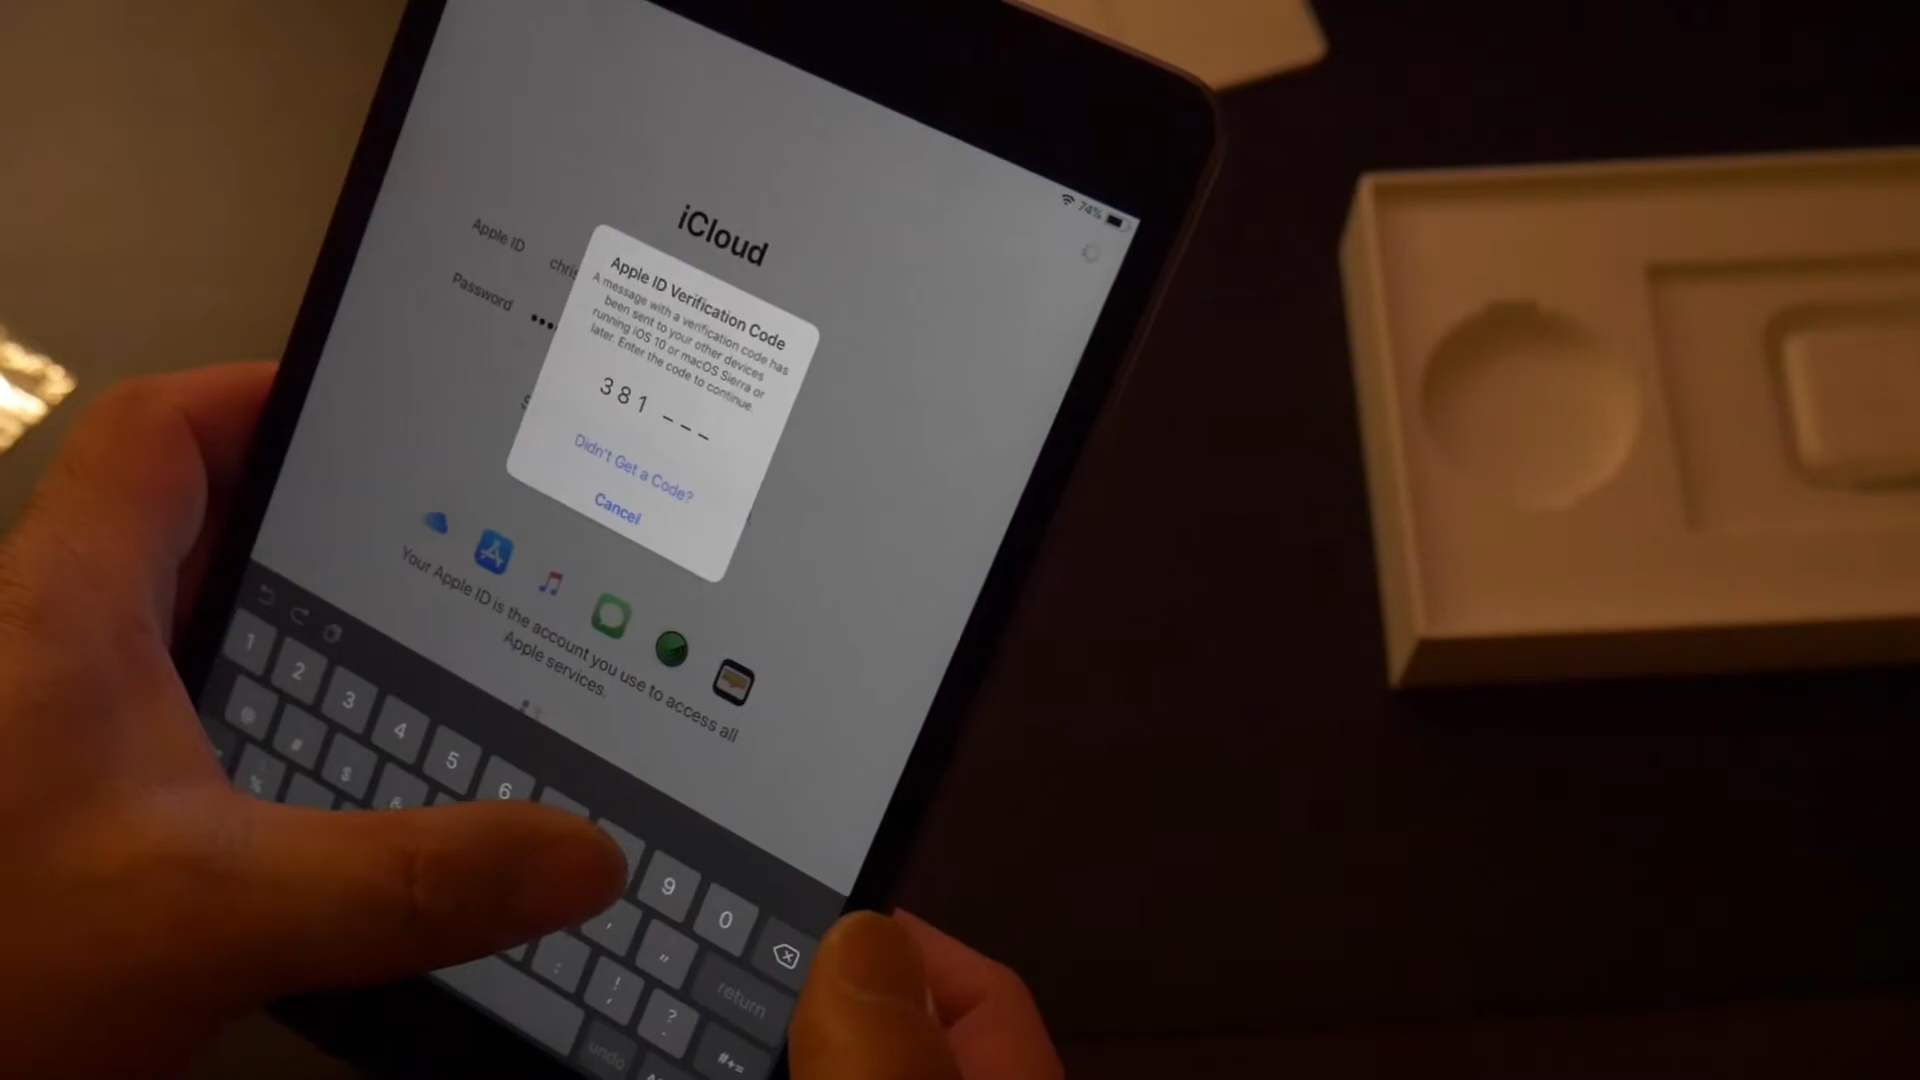 74%
iCloud
Apple ID
Password
Apple ID Verification Code
A message with a verification code has
been sent to your other devices
running iOS 10 or macOS Sierra or
later. Enter the code to continue.
381 _ _ _
Didn't Get a Code?
Cancel
Your Apple ID is the account you use to access all
Apple services.
1 2 3 4 5 6 9 0
@ # $ & ' "
% : ! ? return
undo #+=